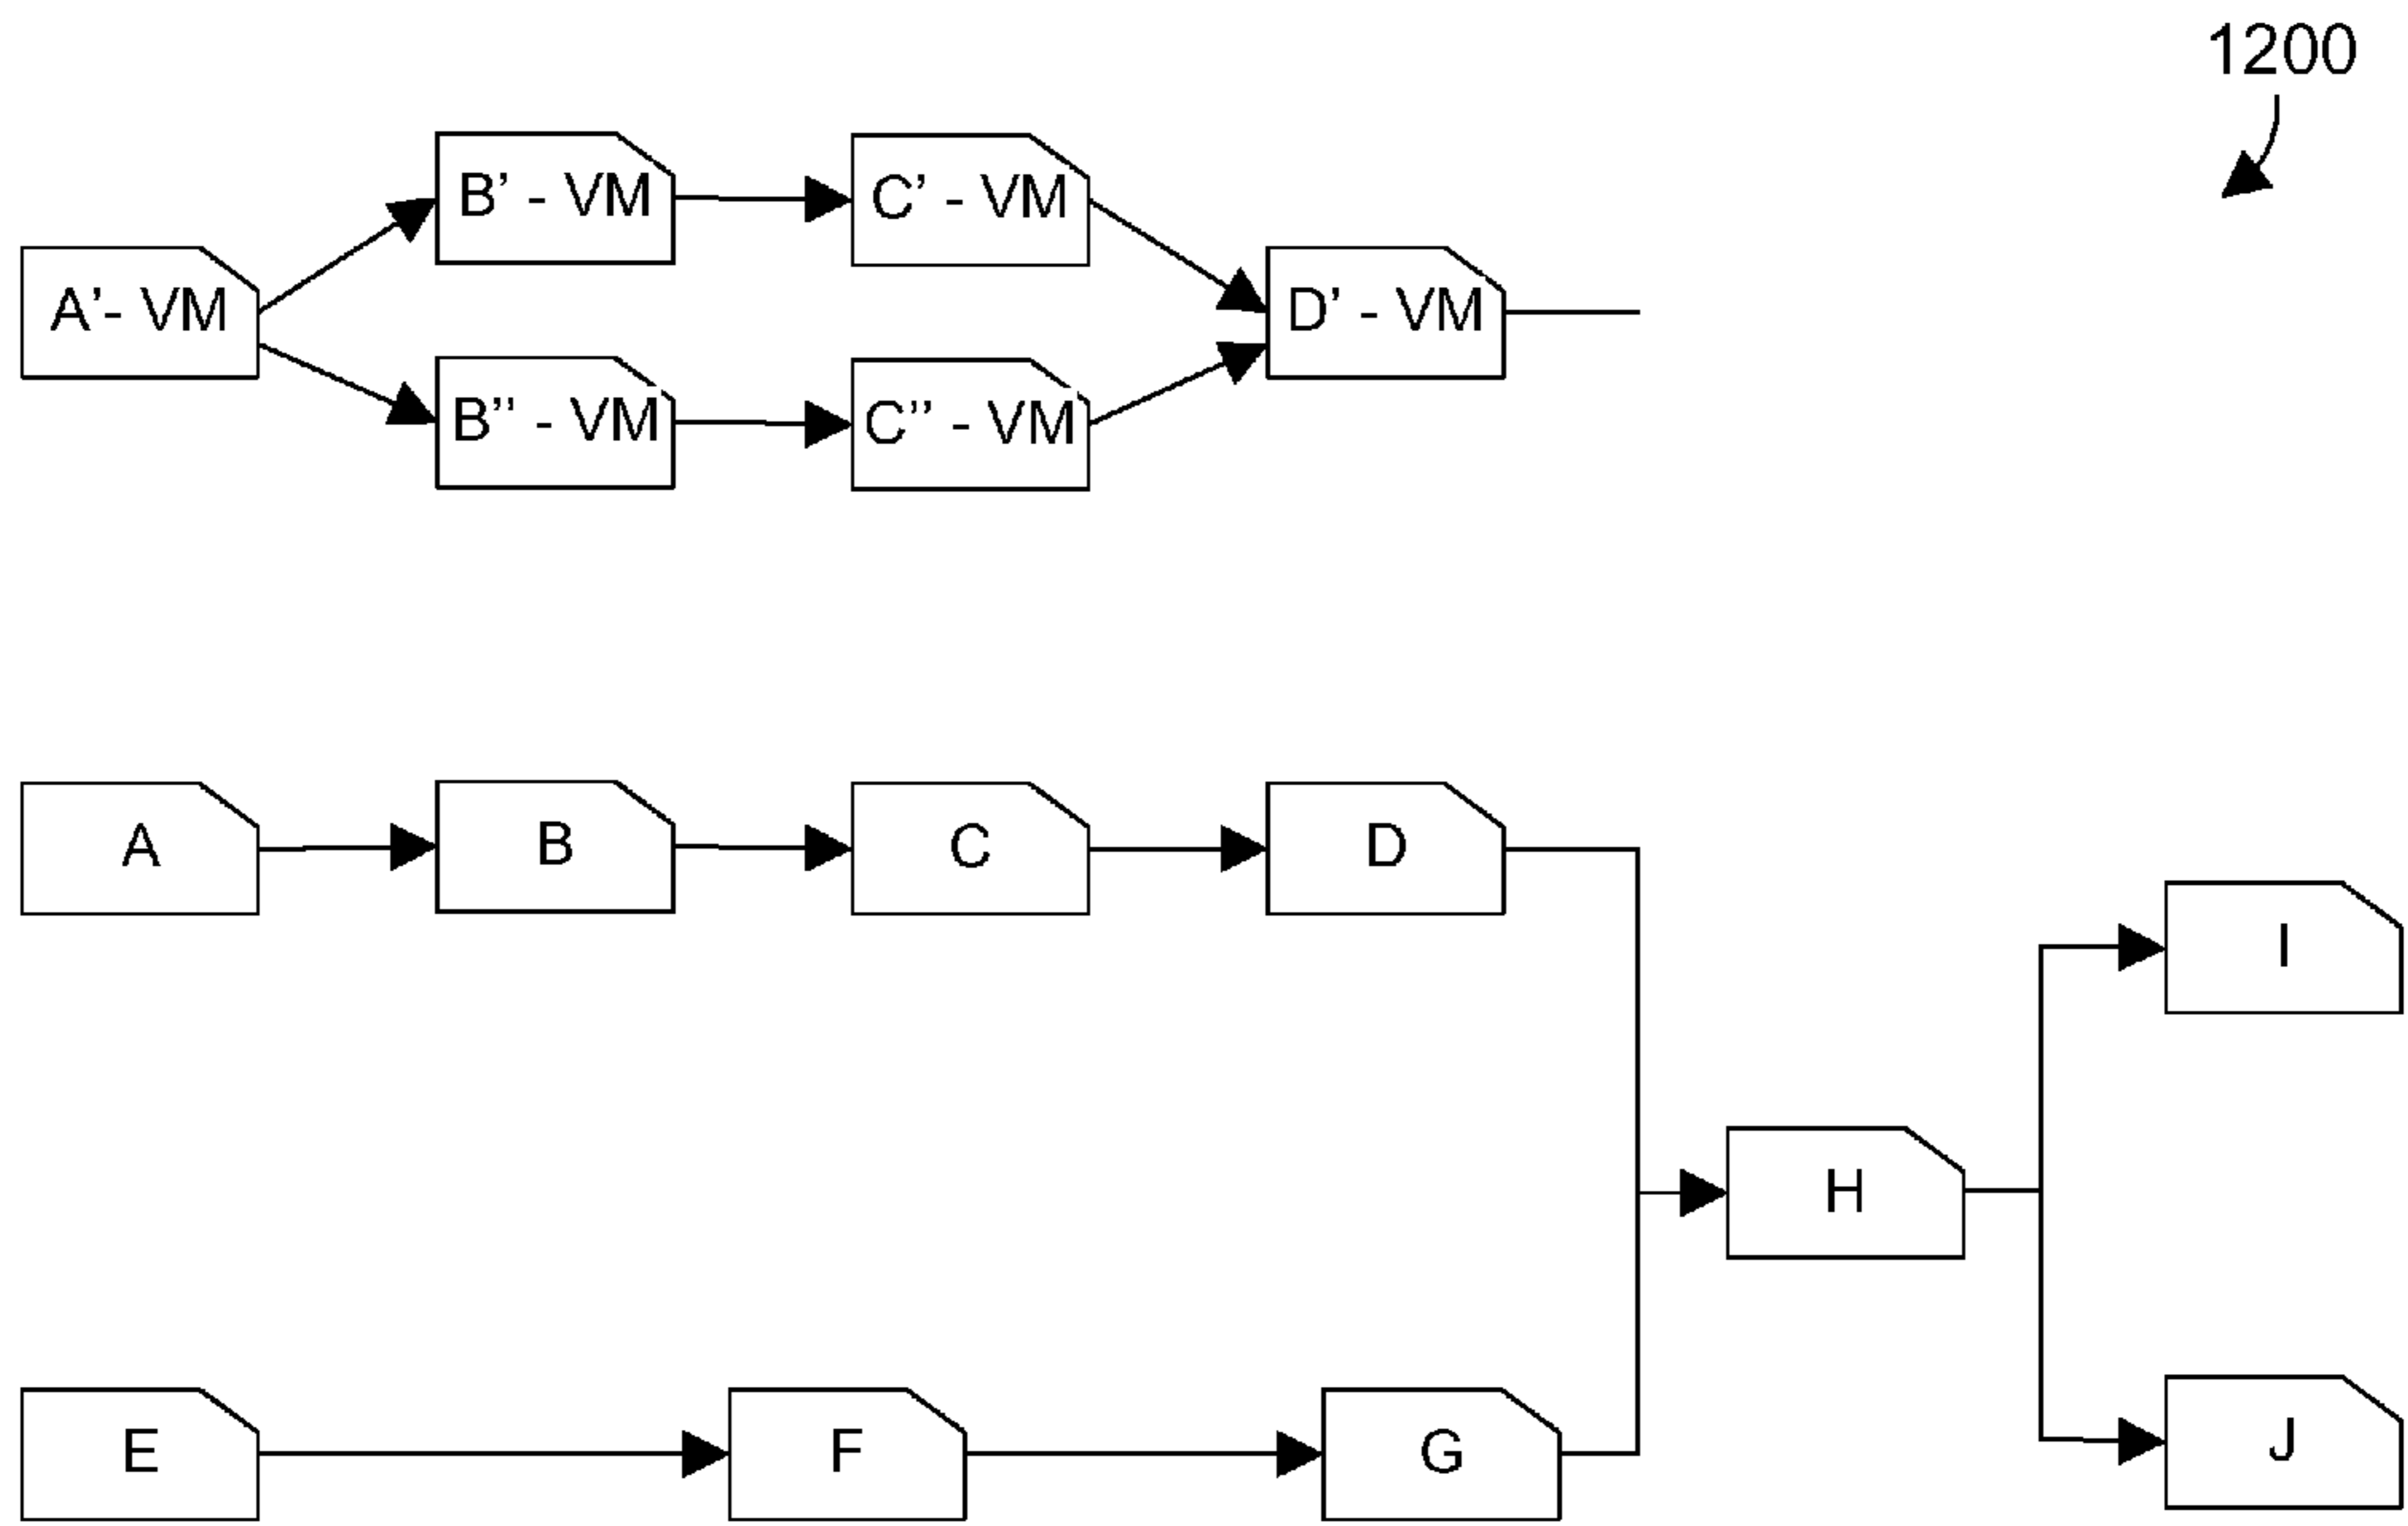 1200
B’ - VM
C’ - VM
A’- VM
D’ - VM
B’’ - VM
C’’ - VM
A
B
C
D
I
H
E
F
G
J